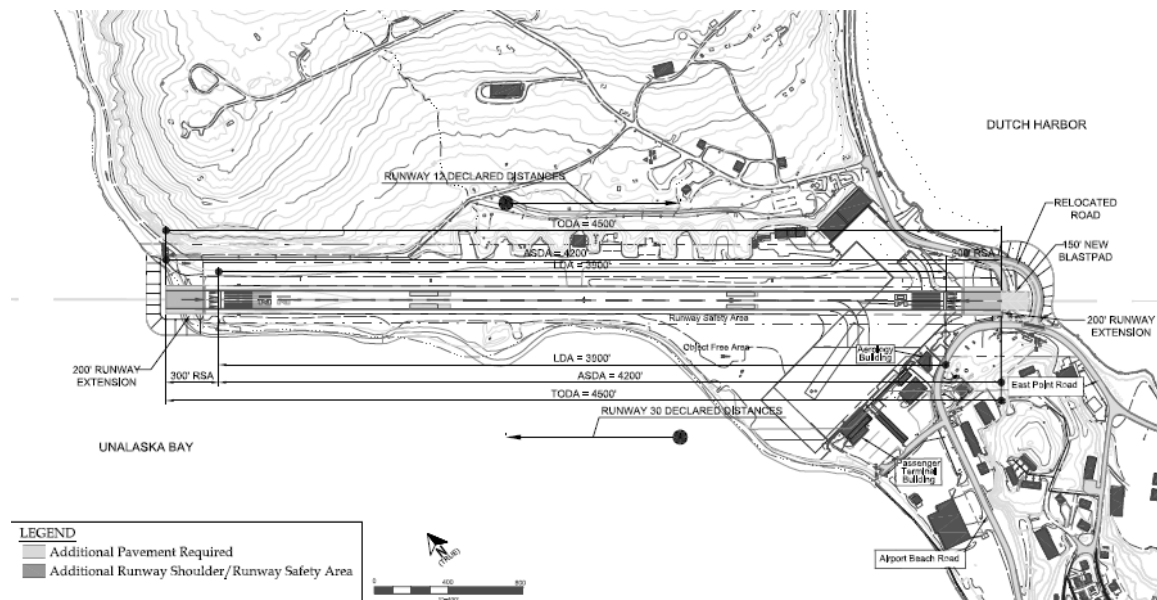 DUTCH HARBOR
RUNWAY 12 DECLARED DISTANCES
TODA = 4500'
RELOCATED
ROAD
150' NEW
BLASTPAD
ASDA = 4200'
300' RSA
LDA = 3900'
Runway Safety Area
200' RUNWAY
EXTENSION
Object Free Area
Aerology
Building
LDA = 3900'
200' RUNWAY
EXTENSION
300' RSA
ASDA = 4200'
East Point Road
TODA = 4500'
RUNWAY 30 DECLARED DISTANCES
UNALASKA BAY
Passenger
Terminal
Building
LEGEND
Additional Pavement Required
Additional Runway Shoulder/Runway Safety Area
N
(TRUE)
Airport Beach Road
0 400 800